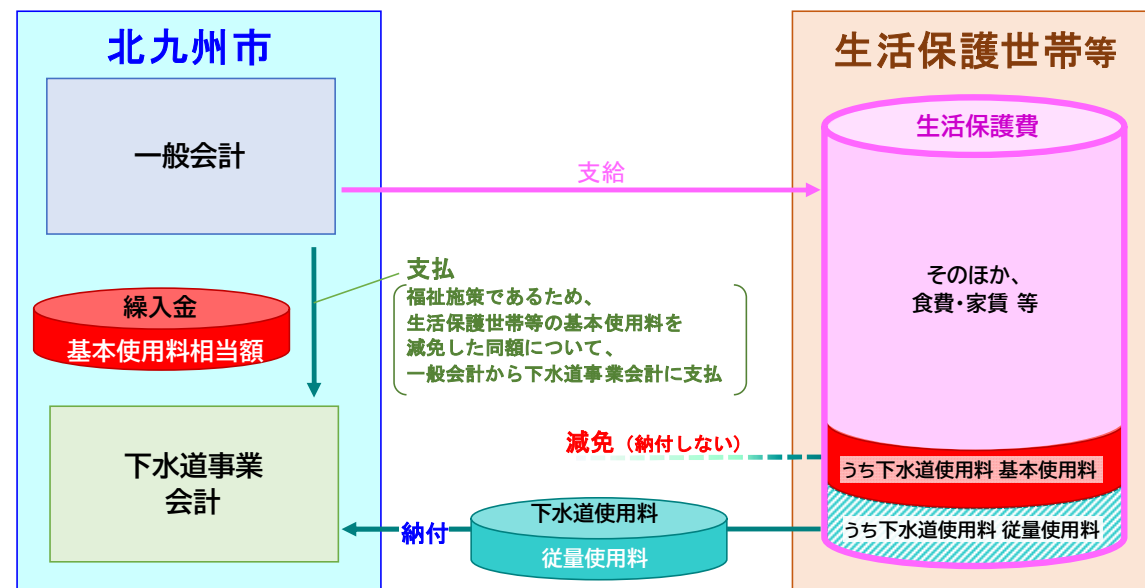 北九州市
一般会計
繰入金
基本使用料相当額
下水道事業
会計
支給
支払
福祉施策であるため、
生活保護世帯等の基本使用料を
減免した同額について、
一般会計から下水道事業会計に支払
減免（納付しない）
納付
下水道使用料
従量使用料
生活保護世帯等
生活保護費
そのほか、
食費・家賃 等
うち下水道使用料 基本使用料
うち下水道使用料 従量使用料